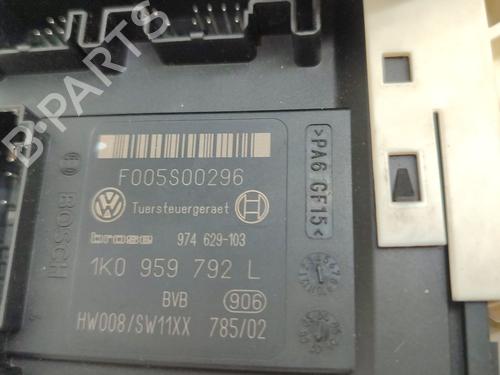 B-PARTS
F005S00296
Tuersteuergeraet
brose 974 629-103
1K0 959 792 L
BVB 906
HW008/SW11XX 785/02
BOSCH
>PA6 GF15<